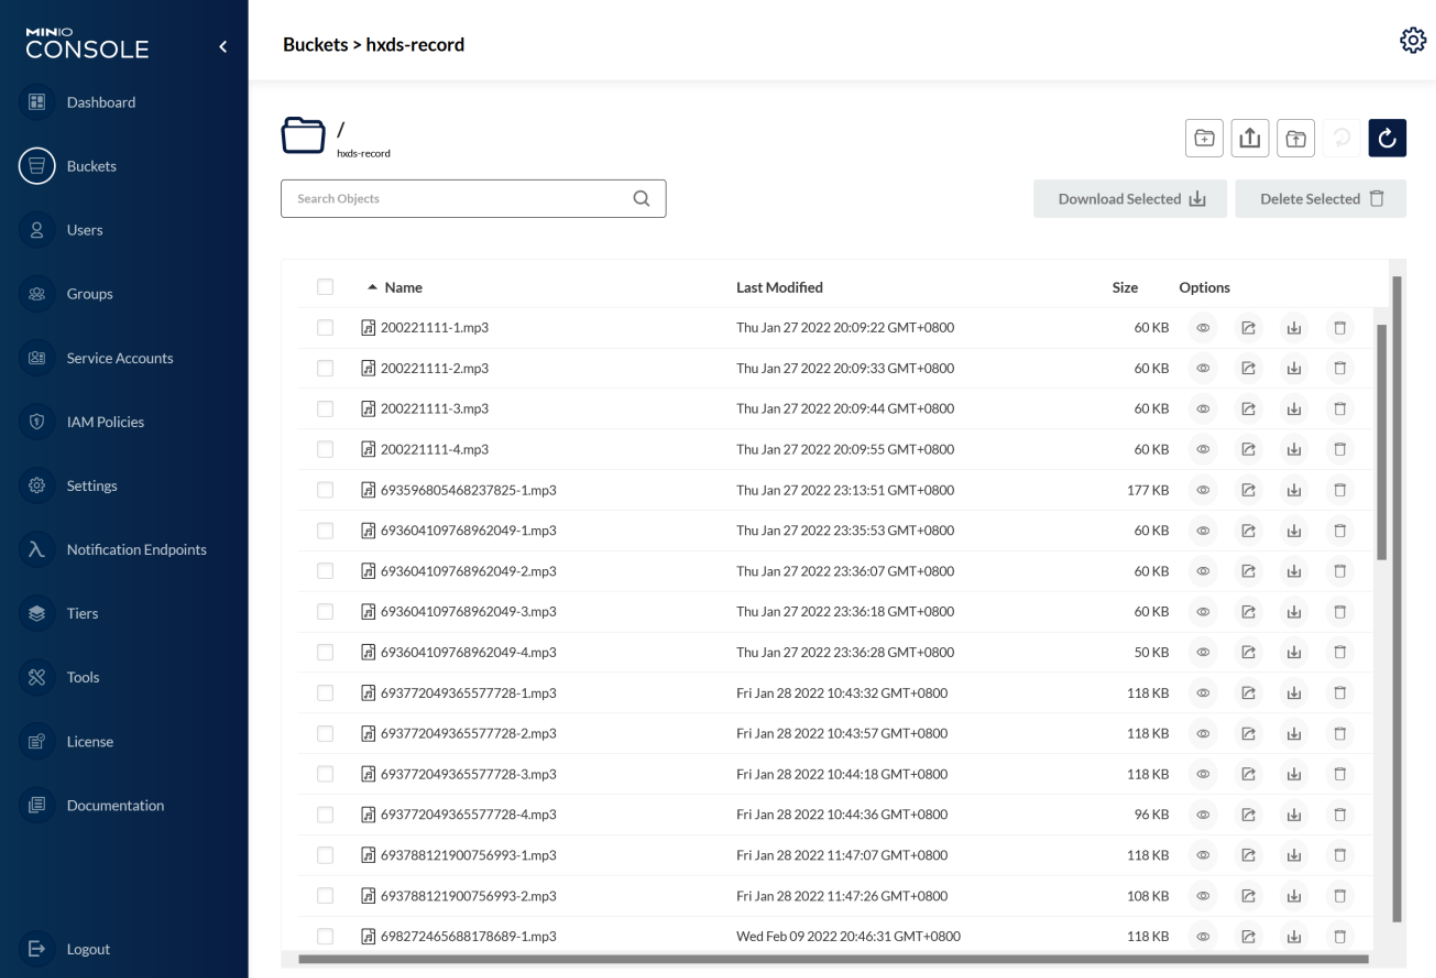 MINIO
CONSOLE
Buckets > hxds-record
Dashboard
Buckets
Users
Groups
Service Accounts
IAM Policies
Settings
Notification Endpoints
Tiers
Tools
License
Documentation
Logout
/
hxds-record
Search Objects
Download Selected
Delete Selected
Name Last Modified Size Options
200221111-1.mp3 Thu Jan 27 2022 20:09:22 GMT+0800 60 KB
200221111-2.mp3 Thu Jan 27 2022 20:09:33 GMT+0800 60 KB
200221111-3.mp3 Thu Jan 27 2022 20:09:44 GMT+0800 60 KB
200221111-4.mp3 Thu Jan 27 2022 20:09:55 GMT+0800 60 KB
693596805468237825-1.mp3 Thu Jan 27 2022 23:13:51 GMT+0800 177 KB
693604109768962049-1.mp3 Thu Jan 27 2022 23:35:53 GMT+0800 60 KB
693604109768962049-2.mp3 Thu Jan 27 2022 23:36:07 GMT+0800 60 KB
693604109768962049-3.mp3 Thu Jan 27 2022 23:36:18 GMT+0800 60 KB
693604109768962049-4.mp3 Thu Jan 27 2022 23:36:28 GMT+0800 50 KB
693772049365577728-1.mp3 Fri Jan 28 2022 10:43:32 GMT+0800 118 KB
693772049365577728-2.mp3 Fri Jan 28 2022 10:43:57 GMT+0800 118 KB
693772049365577728-3.mp3 Fri Jan 28 2022 10:44:18 GMT+0800 118 KB
693772049365577728-4.mp3 Fri Jan 28 2022 10:44:36 GMT+0800 96 KB
693788121900756993-1.mp3 Fri Jan 28 2022 11:47:07 GMT+0800 118 KB
693788121900756993-2.mp3 Fri Jan 28 2022 11:47:26 GMT+0800 108 KB
698272465688178689-1.mp3 Wed Feb 09 2022 20:46:31 GMT+0800 118 KB